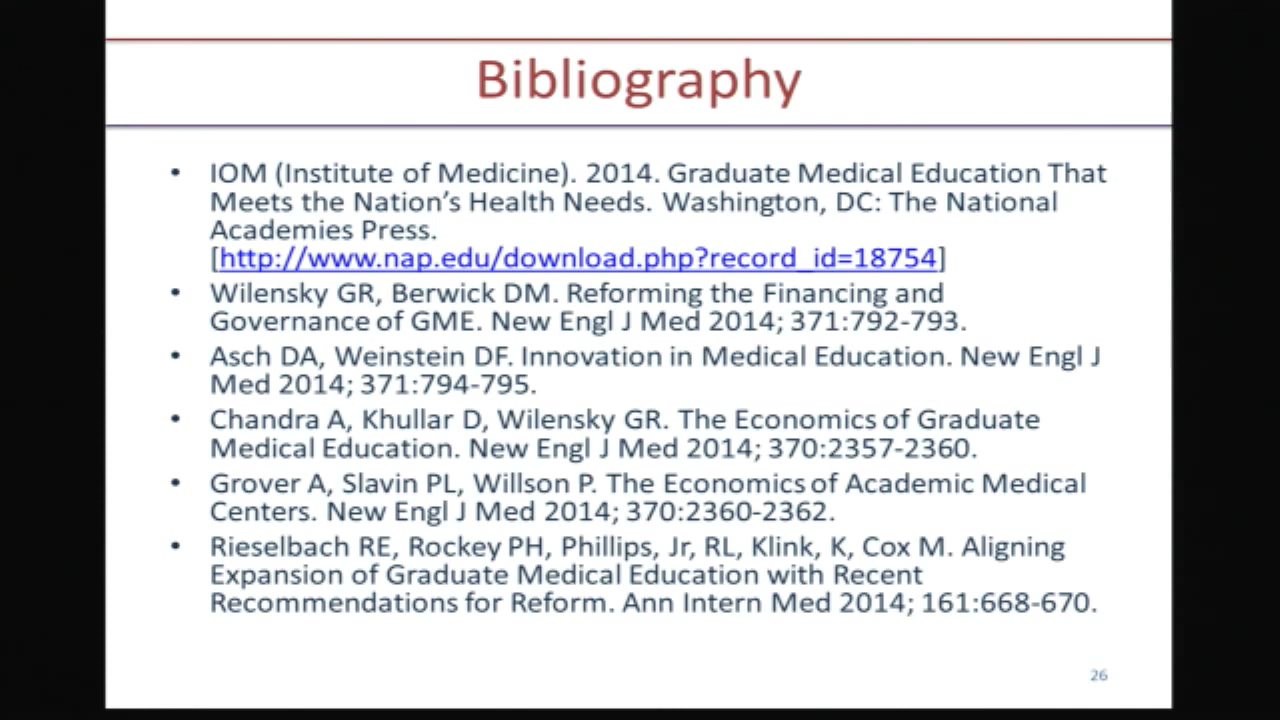 Bibliography
• IOM (Institute of Medicine). 2014. Graduate Medical Education That
Meets the Nation’s Health Needs. Washington, DC: The National
Academies Press.
[http://www.nap.edu/download.php?record_id=18754]
• Wilensky GR, Berwick DM. Reforming the Financing and
Governance of GME. New Engl J Med 2014; 371:792-793.
• Asch DA, Weinstein DF. Innovation in Medical Education. New Engl J
Med 2014; 371:794-795.
• Chandra A, Khullar D, Wilensky GR. The Economics of Graduate
Medical Education. New Engl J Med 2014; 370:2357-2360.
• Grover A, Slavin PL, Willson P. The Economics of Academic Medical
Centers. New Engl J Med 2014; 370:2360-2362.
• Rieselbach RE, Rockey PH, Phillips, Jr, RL, Klink, K, Cox M. Aligning
Expansion of Graduate Medical Education with Recent
Recommendations for Reform. Ann Intern Med 2014; 161:668-670.
26